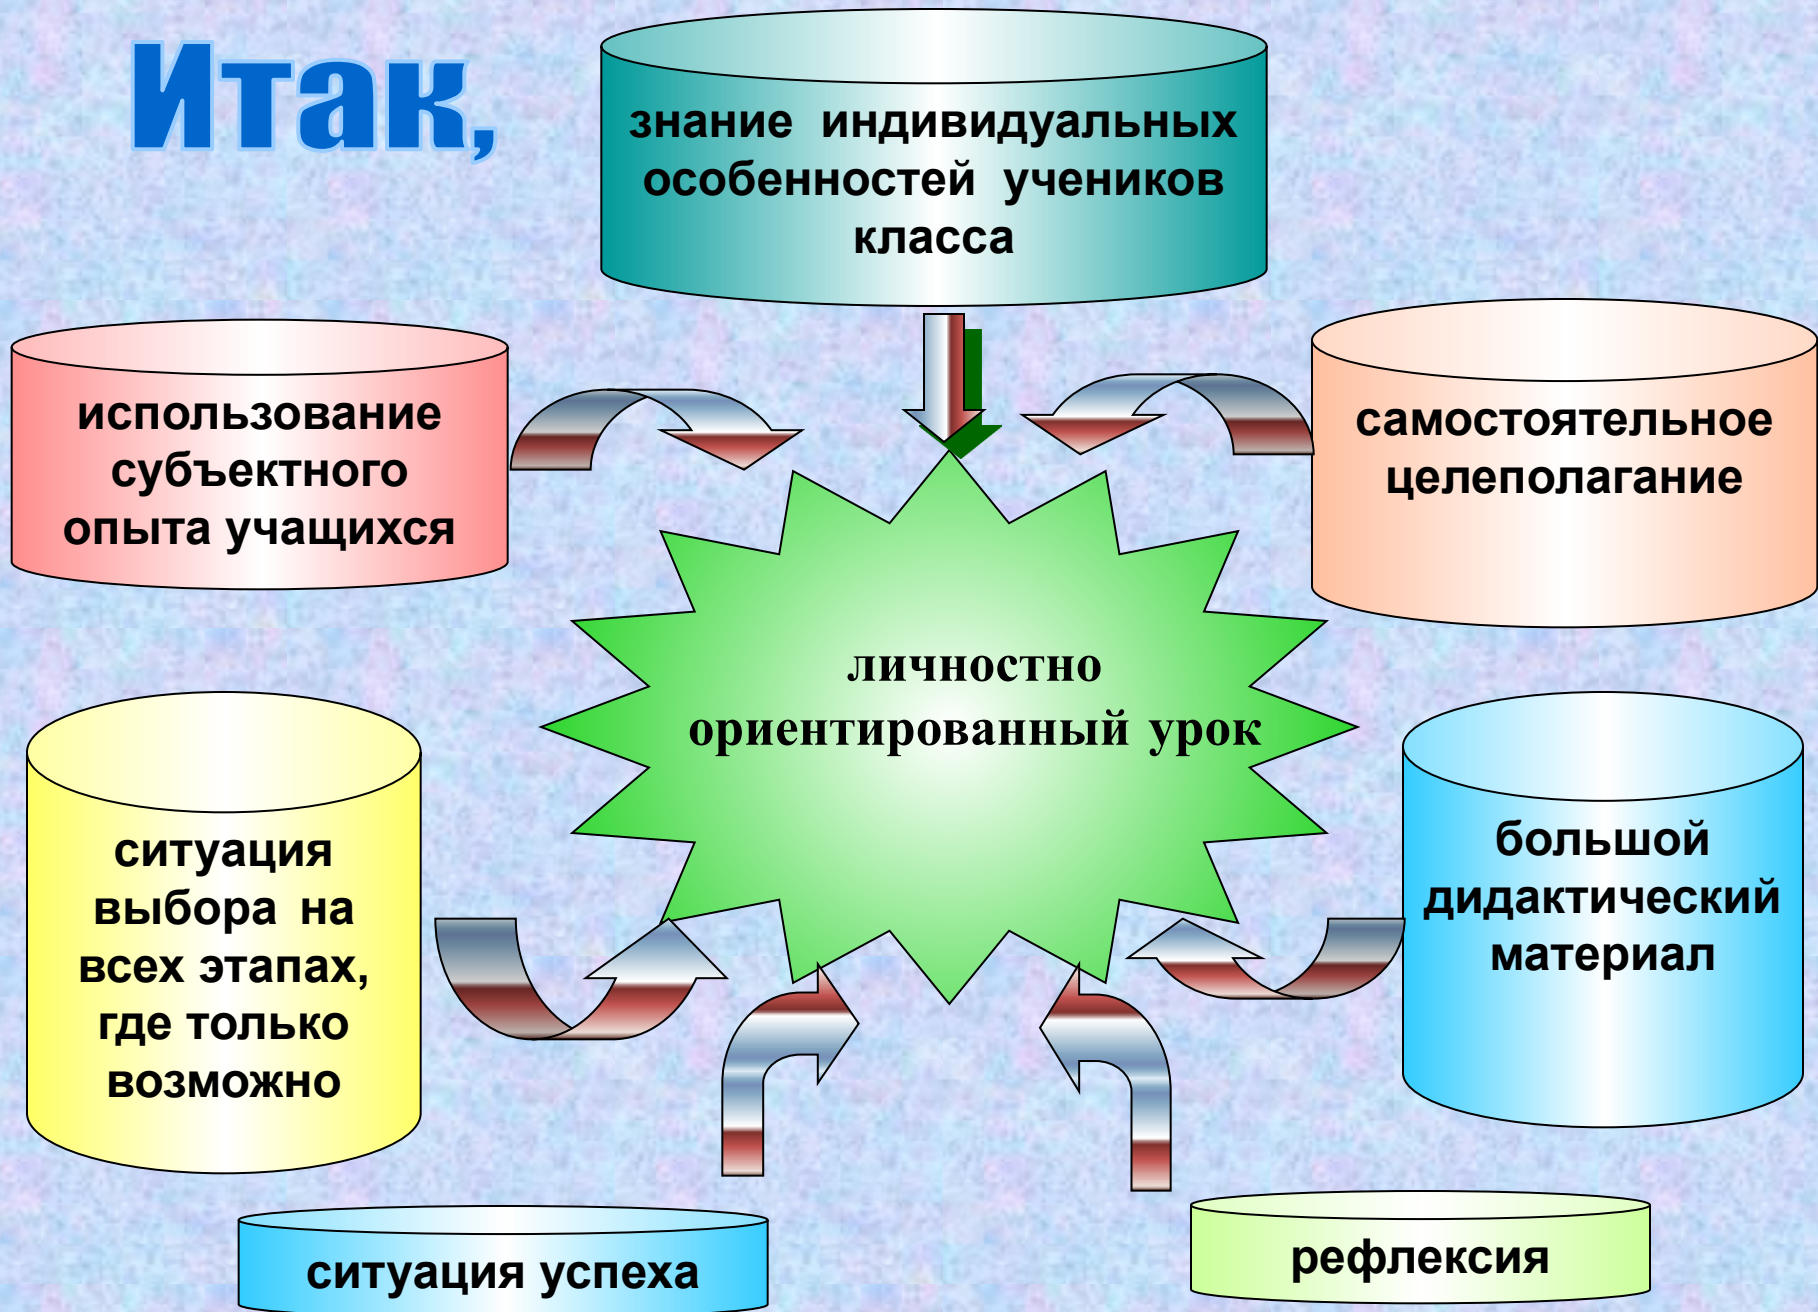 Итак,
знание индивидуальных
особенностей учеников
класса
использование
субъектного
опыта учащихся
самостоятельное
целеполагание
личностно
ориентированный урок
ситуация
выбора на
всех этапах,
где только
возможно
большой
дидактический
материал
ситуация успеха
рефлексия